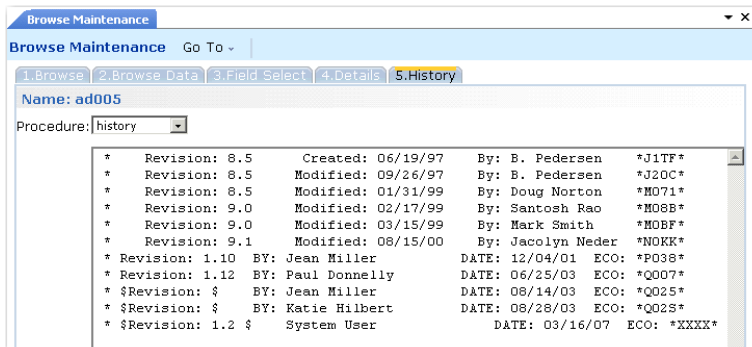 Browse Maintenance
Browse Maintenance Go To
1.Browse 2.Browse Data 3.Field Select 4.Details 5.History
Name: ad005
Procedure: history
* Revision: 8.5 Created: 06/19/97 By: B. Pedersen *J1TF*
* Revision: 8.5 Modified: 09/26/97 By: B. Pedersen *J20C*
* Revision: 8.5 Modified: 01/31/99 By: Doug Norton *M071*
* Revision: 9.0 Modified: 02/17/99 By: Santosh Rao *M08B*
* Revision: 9.0 Modified: 03/15/99 By: Mark Smith *M0BF*
* Revision: 9.1 Modified: 08/15/00 By: Jacolyn Neder *N0KK*
* Revision: 1.10 BY: Jean Miller DATE: 12/04/01 ECO: *P038*
* Revision: 1.12 BY: Paul Donnelly DATE: 06/25/03 ECO: *Q007*
* $Revision: $ BY: Jean Miller DATE: 08/14/03 ECO: *Q025*
* $Revision: $ BY: Katie Hilbert DATE: 08/28/03 ECO: *Q02S*
* $Revision: 1.2 $ System User DATE: 03/16/07 ECO: *XXXX*